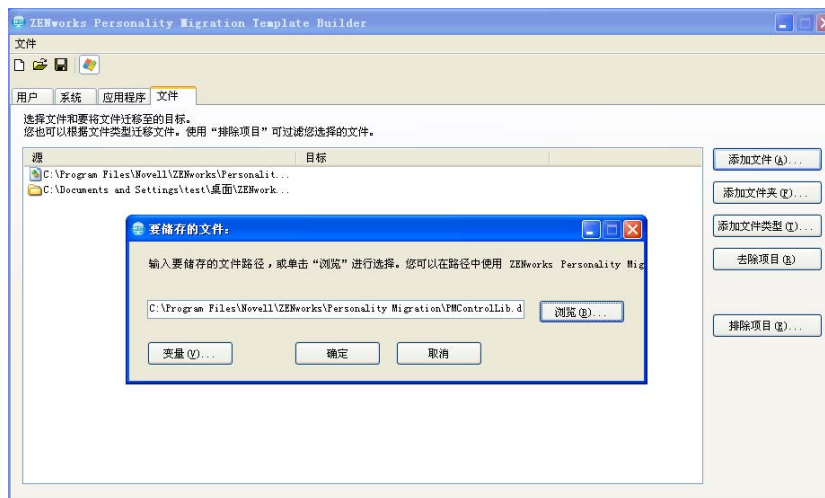 ZENworks Personality Migration Template Builder
文件
用户 系统 应用程序 文件
选择文件和要将文件迁移至的目标。
您也可以根据文件类型迁移文件。使用“排除项目”可过滤您选择的文件。
源 目标
C:\Program Files\Novell\ZENworks\Personalit...
C:\Documents and Settings\test\桌面\ZENwork...
添加文件(A)...
添加文件夹(F)...
添加文件类型(T)...
去除项目(R)
排除项目(E)...
要储存的文件:
输入要储存的文件路径，或单击“浏览”进行选择。您可以在路径中使用 ZENworks Personality Mig
C:\Program Files\Novell\ZENworks\Personality Migration\PMControlLib.d
浏览(B)...
变量(V)... 确定 取消